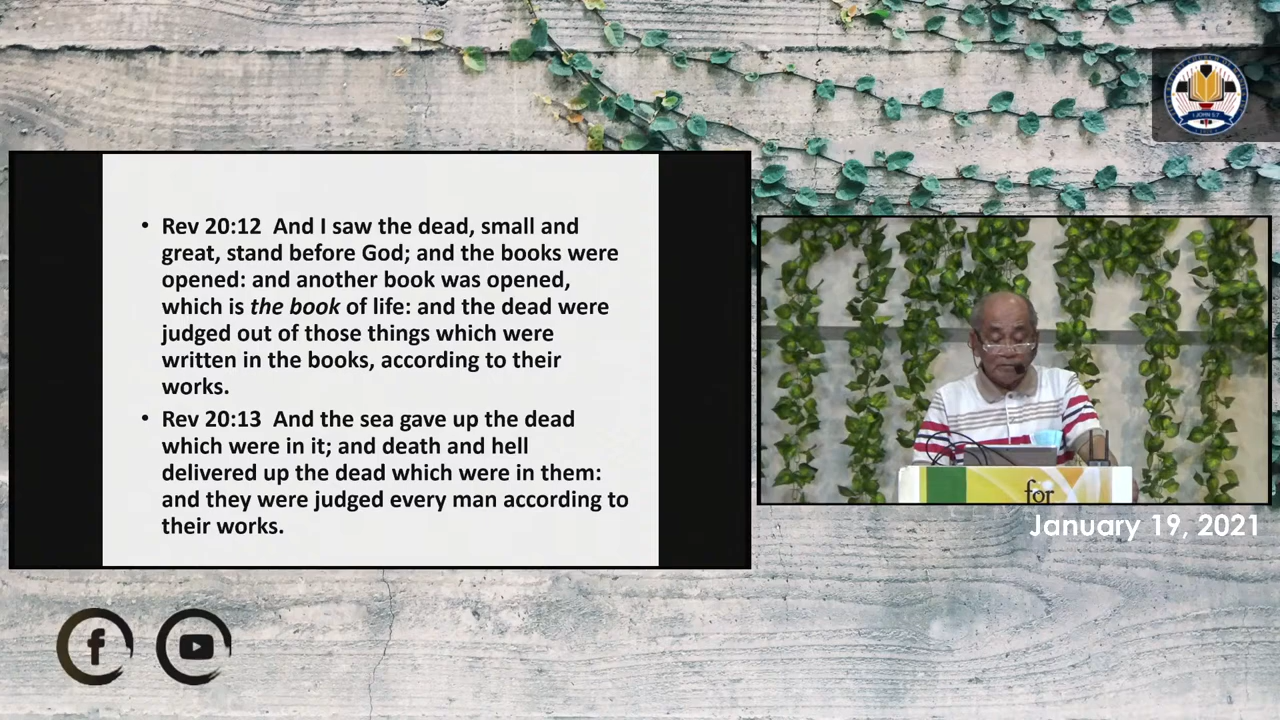 • Rev 20:12 And I saw the dead, small and
great, stand before God; and the books were
opened: and another book was opened,
which is the book of life: and the dead were
judged out of those things which were
written in the books, according to their
works.
• Rev 20:13 And the sea gave up the dead
which were in it; and death and hell
delivered up the dead which were in them:
and they were judged every man according to
their works.
I JOHN 5:7
for
January 19, 2021